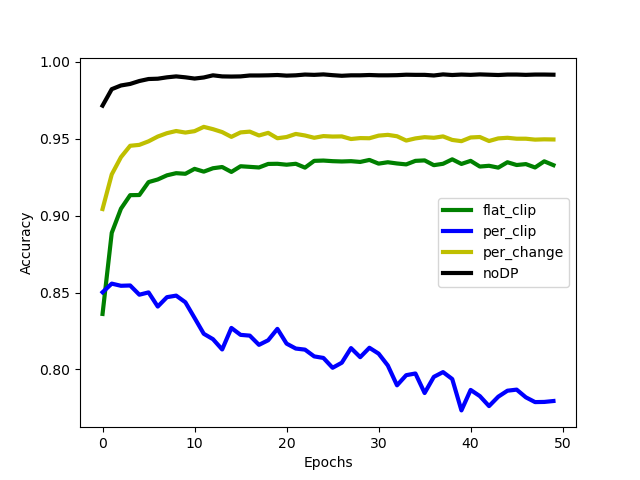 1.00
0.95
0.90
0.85
0.80
Accuracy
flat_clip
per_clip
per_change
noDP
0 10 20 30 40 50
Epochs